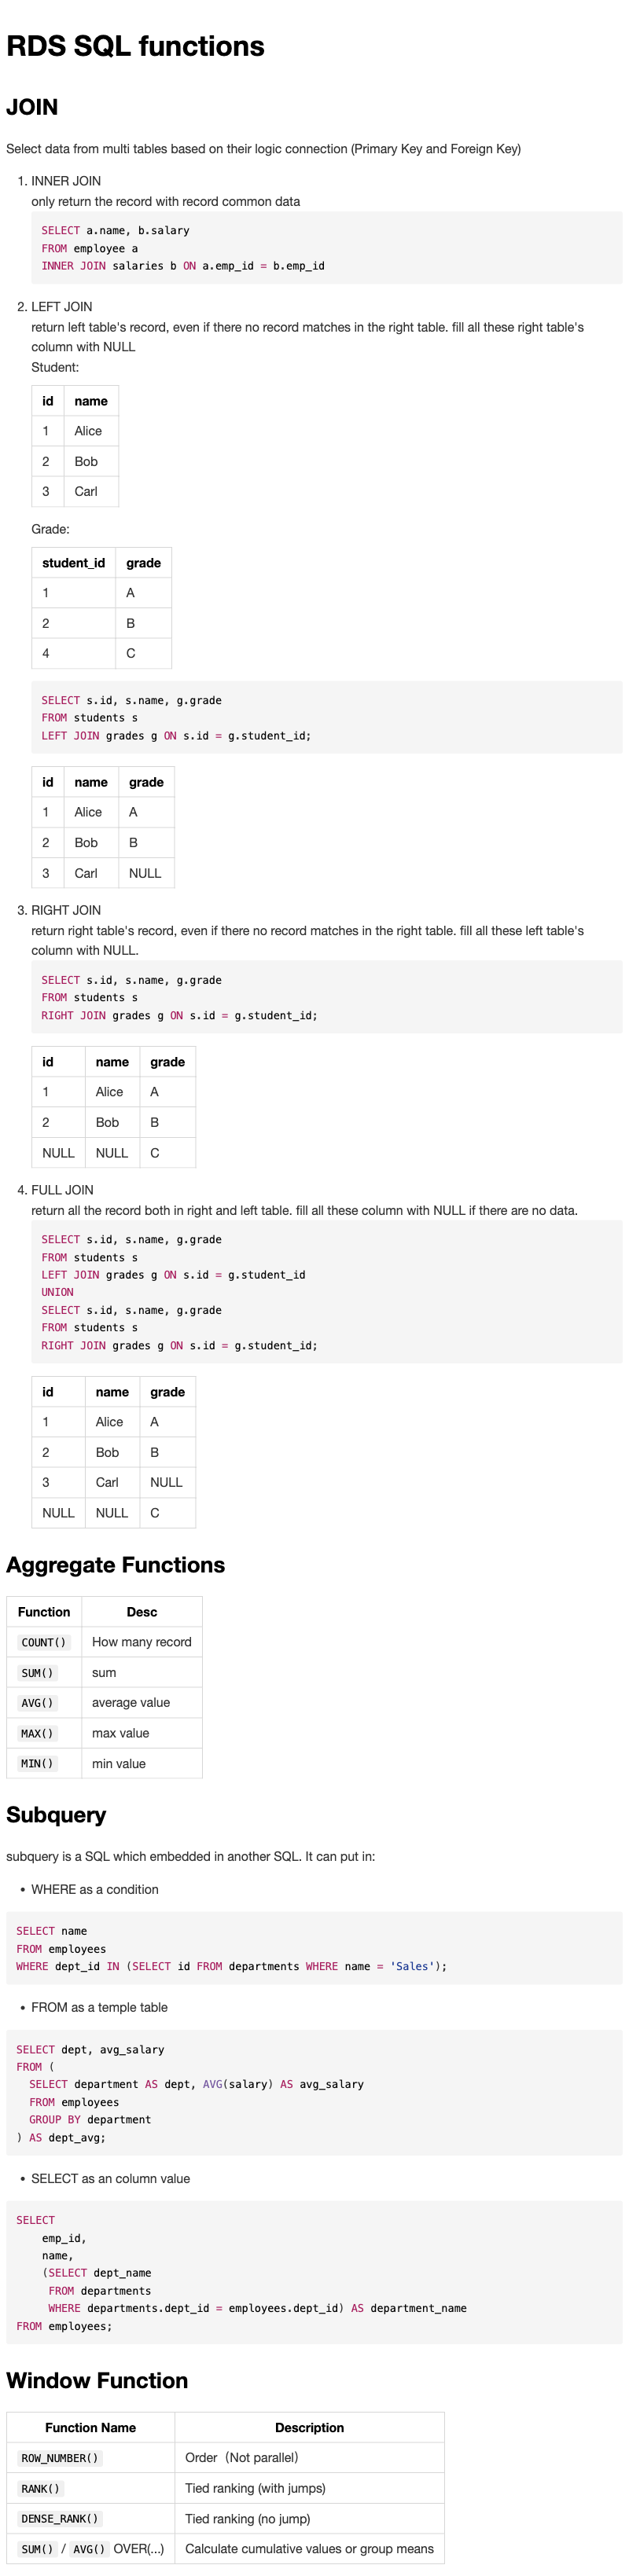 RDS SQL functions
JOIN
Select data from multi tables based on their logic connection (Primary Key and Foreign Key)
1. INNER JOIN
only return the record with record common data
SELECT a.name, b.salary
FROM employee a
INNER JOIN salaries b ON a.emp_id = b.emp_id
2. LEFT JOIN
return left table's record, even if there no record matches in the right table. fill all these right table's
column with NULL
Student:
id name
1 Alice
2 Bob
3 Carl
Grade:
student_id grade
1 A
2 B
4 C
SELECT s.id, s.name, g.grade
FROM students s
LEFT JOIN grades g ON s.id = g.student_id;
id name grade
1 Alice A
2 Bob B
3 Carl NULL
3. RIGHT JOIN
return right table's record, even if there no record matches in the right table. fill all these left table's
column with NULL.
SELECT s.id, s.name, g.grade
FROM students s
RIGHT JOIN grades g ON s.id = g.student_id;
id name grade
1 Alice A
2 Bob B
NULL NULL C
4. FULL JOIN
return all the record both in right and left table. fill all these column with NULL if there are no data.
SELECT s.id, s.name, g.grade
FROM students s
LEFT JOIN grades g ON s.id = g.student_id
UNION
SELECT s.id, s.name, g.grade
FROM students s
RIGHT JOIN grades g ON s.id = g.student_id;
id name grade
1 Alice A
2 Bob B
3 Carl NULL
NULL NULL C
Aggregate Functions
Function Desc
COUNT() How many record
SUM() sum
AVG() average value
MAX() max value
MIN() min value
Subquery
subquery is a SQL which embedded in another SQL. It can put in:
• WHERE as a condition
SELECT name
FROM employees
WHERE dept_id IN (SELECT id FROM departments WHERE name = 'Sales');
• FROM as a temple table
SELECT dept, avg_salary
FROM (
SELECT department AS dept, AVG(salary) AS avg_salary
FROM employees
GROUP BY department
) AS dept_avg;
• SELECT as an column value
SELECT
emp_id,
name,
(SELECT dept_name
FROM departments
WHERE departments.dept_id = employees.dept_id) AS department_name
FROM employees;
Window Function
Function Name Description
ROW_NUMBER() Order（Not parallel）
RANK() Tied ranking (with jumps)
DENSE_RANK() Tied ranking (no jump)
SUM() / AVG() OVER(...) Calculate cumulative values or group means